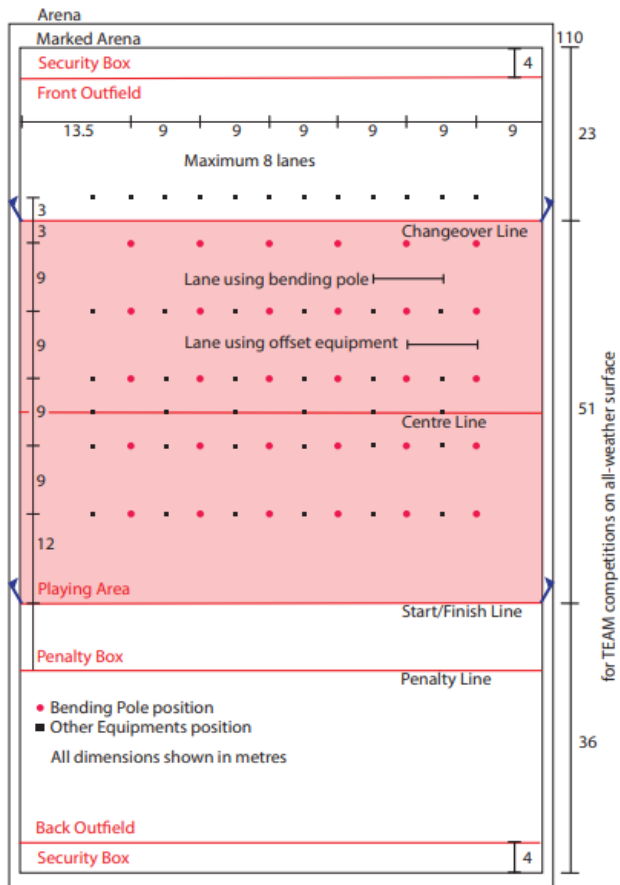 Arena
Marked Arena
110
Security Box
4
Front Outfield
13.5 9 9 9 9 9 9
23
Maximum 8 lanes
3
3
Changeover Line
9
Lane using bending pole
9
Lane using offset equipment
9
51
Centre Line
9
12
Playing Area
Start/Finish Line
for TEAM competitions on all-weather surface
Penalty Box
Penalty Line
Bending Pole position
Other Equipments position
36
All dimensions shown in metres
Back Outfield
Security Box
4